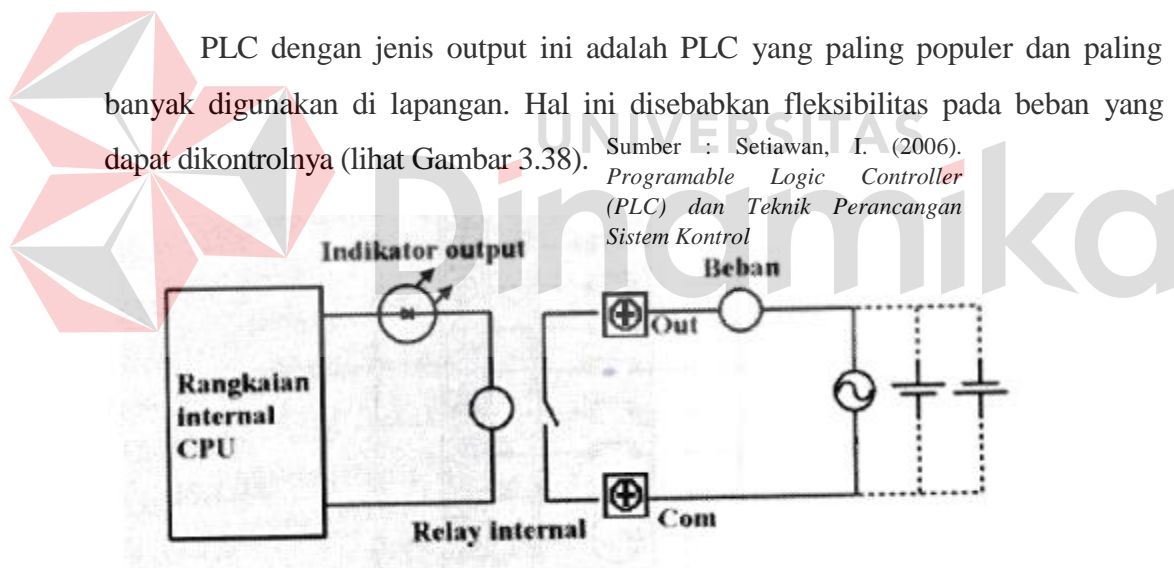 PLC dengan jenis output ini adalah PLC yang paling populer dan paling
banyak digunakan di lapangan. Hal ini disebabkan fleksibilitas pada beban yang
dapat dikontrolnya (lihat Gambar 3.38).
UNIVERSITAS
Dinamika
Sumber : Setiawan, I. (2006).
Programable Logic Controller
(PLC) dan Teknik Perancangan
Sistem Kontrol
Indikator output
Beban
Out
Rangkaian
internal
CPU
Com
Relay internal